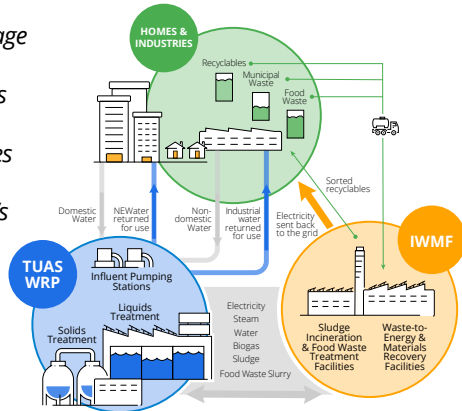 age
s
es
's
HOMES &
INDUSTRIES
Recyclables
Municipal
Waste
Food
Waste
Sorted
recyclables
Domestic
Water
NEWater
returned
for use
Non-
domestic
Water
Industrial
water
returned
for use
Electricity
sent back
to the grid
TUAS
WRP
IWMF
Influent Pumping
Stations
Liquids
Treatment
Solids
Treatment
Electricity
Steam
Water
Biogas
Sludge
Food Waste Slurry
Sludge
Incineration
& Food Waste
Treatment
Facilities
Waste-to-
Energy &
Materials
Recovery
Facilities